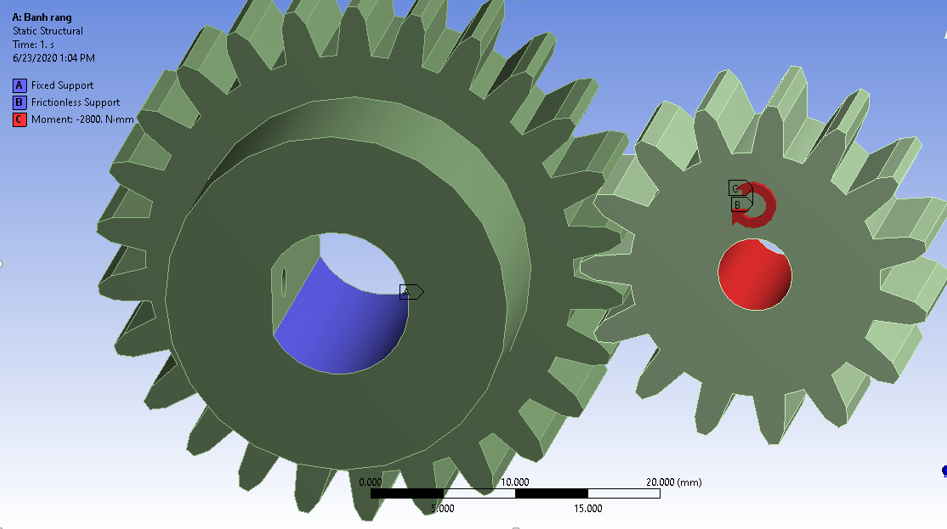 A: Banh rang
Static Structural
Time: 1. s
6/23/2020 1:04 PM
A Fixed Support
B Frictionless Support
C Moment: -2800. N·mm
C
B
A
0.000 10.000 20.000 (mm)
5.000 15.000